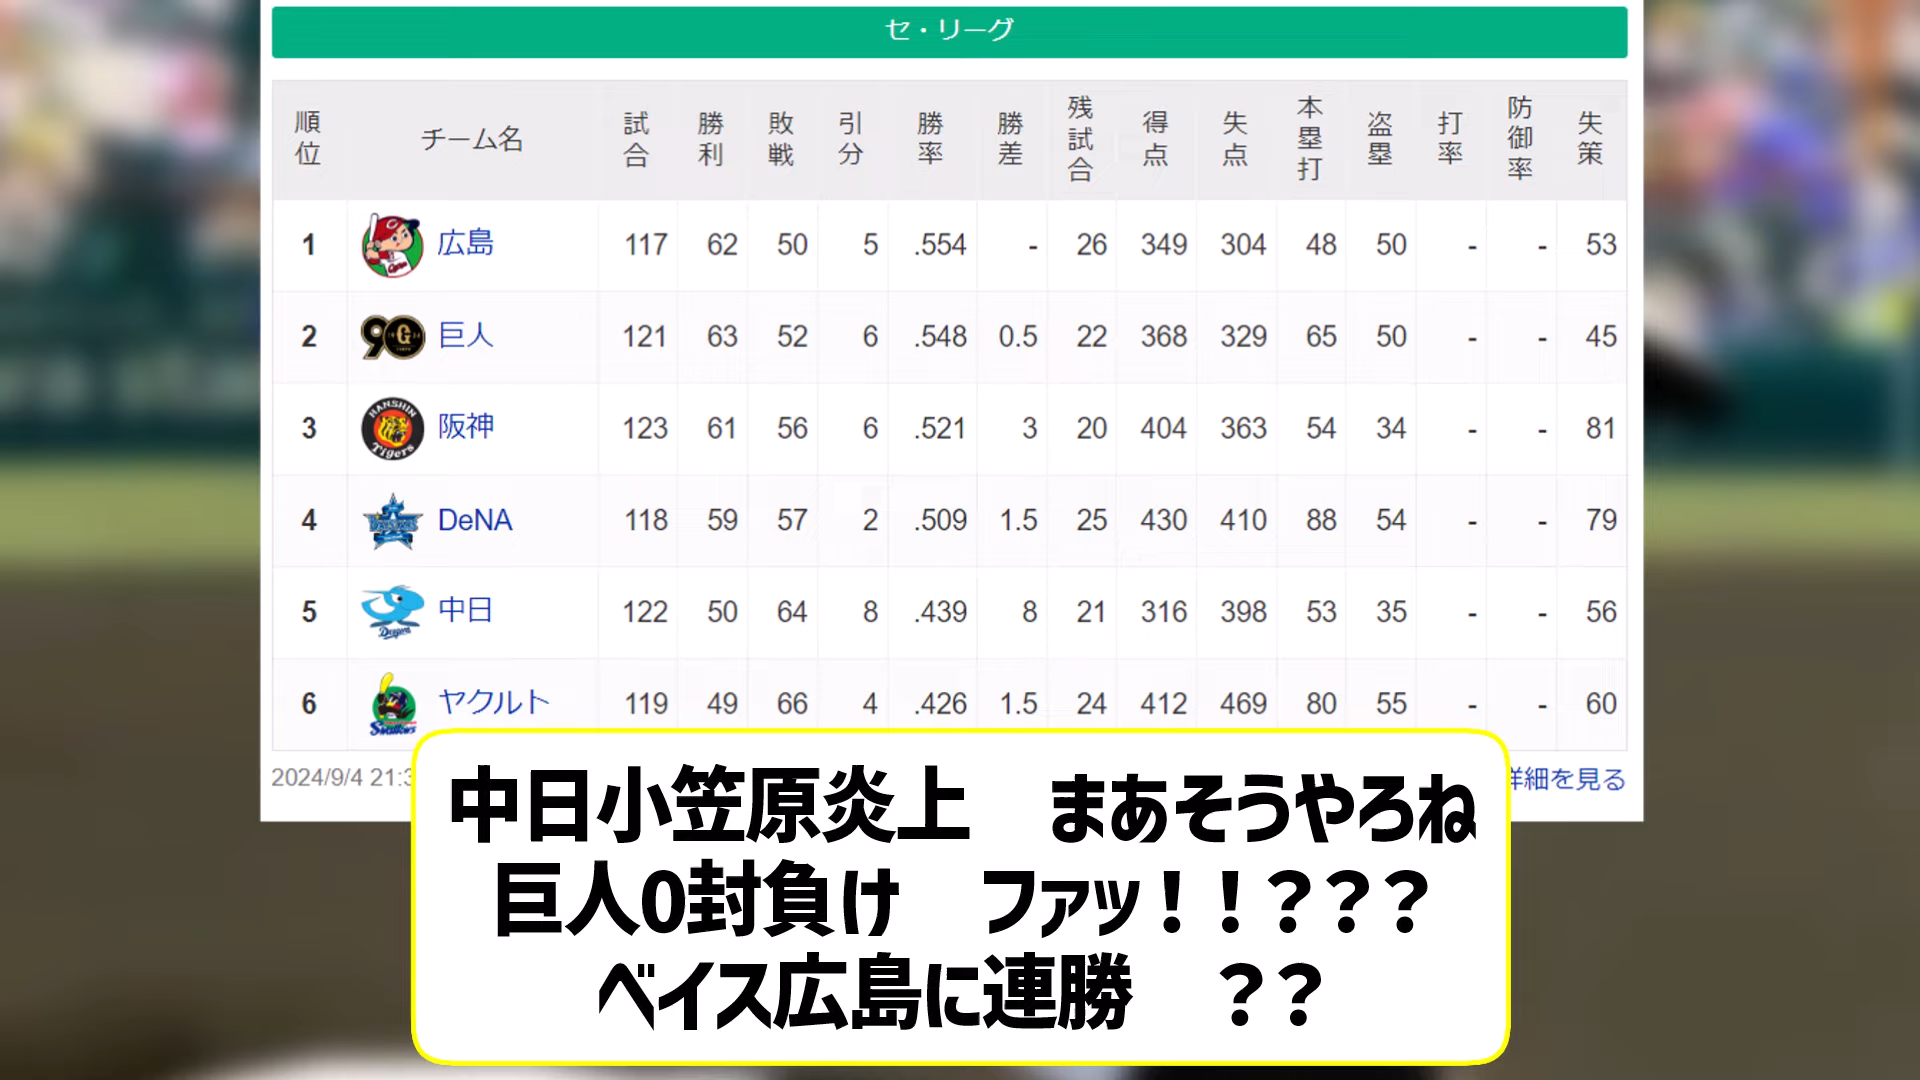 セ・リーグ
順位 チーム名 試合 勝利 敗戦 引分 勝率 勝差 残試合 得点 失点 本塁打 盗塁 打率 防御率 失策
1 広島 117 62 50 5 .554 - 26 349 304 48 50 - - 53
2 巨人 121 63 52 6 .548 0.5 22 368 329 65 50 - - 45
3 阪神 123 61 56 6 .521 3 20 404 363 54 34 - - 81
4 DeNA 118 59 57 2 .509 1.5 25 430 410 88 54 - - 79
5 中日 122 50 64 8 .439 8 21 316 398 53 35 - - 56
6 ヤクルト 119 49 66 4 .426 1.5 24 412 469 80 55 - - 60
2024/9/4 21:3 詳細を見る
中日小笠原炎上　まあそうやろね
巨人0封負け　ファッ！！？？？
ベイス広島に連勝　？？